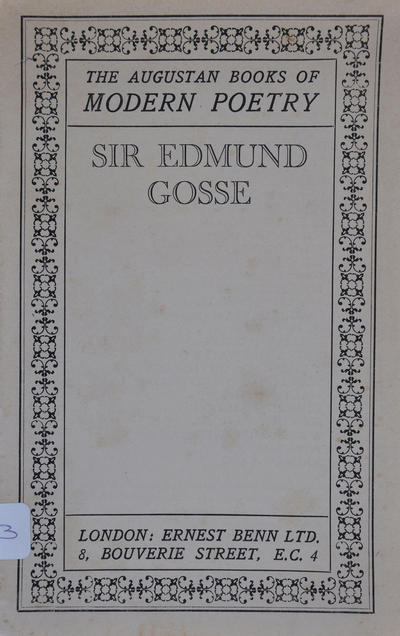 THE AUGUSTAN BOOKS OF
MODERN POETRY
SIR EDMUND
GOSSE
3
LONDON: ERNEST BENN LTD.
8, BOUVERIE STREET, E.C. 4